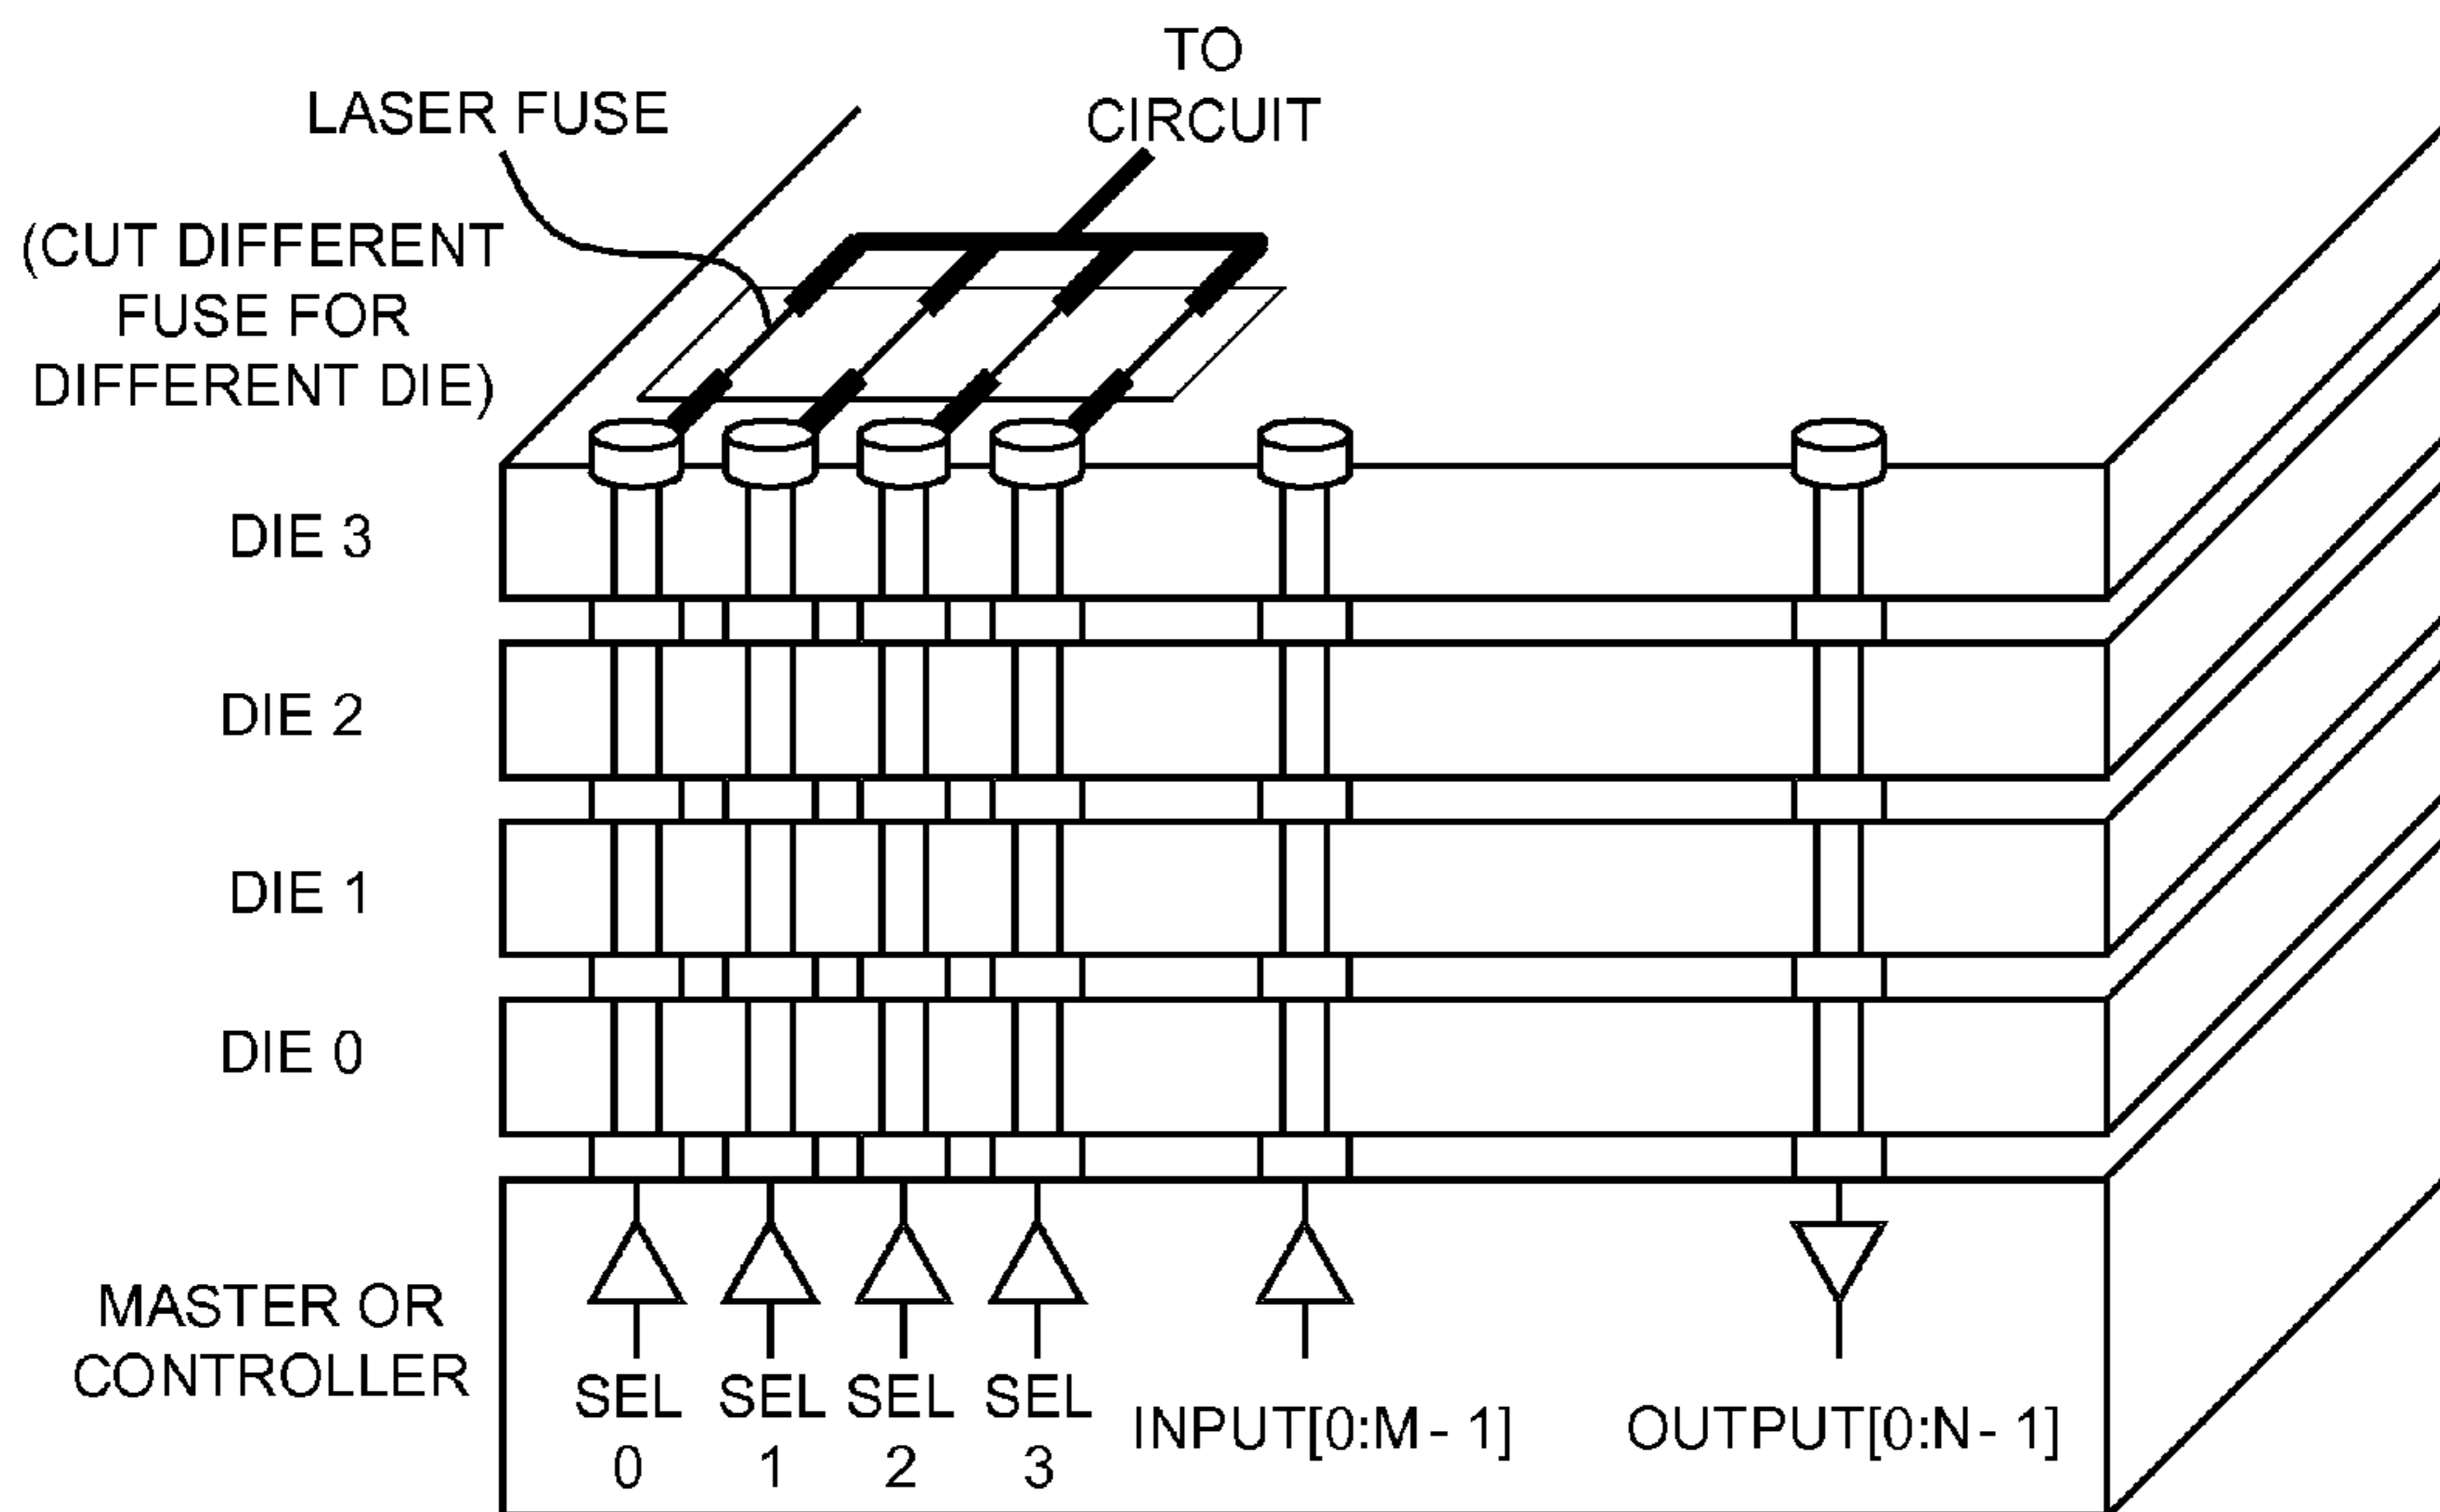 TO
CIRCUIT
LASER FUSE
(CUT DIFFERENT
FUSE FOR
DIFFERENT DIE)
DIE 3
DIE 2
DIE 1
DIE 0
MASTER OR
CONTROLLER
SEL
0
SEL
1
SEL
2
SEL
3
INPUT[0:M- 1]
OUTPUT[0:N- 1]